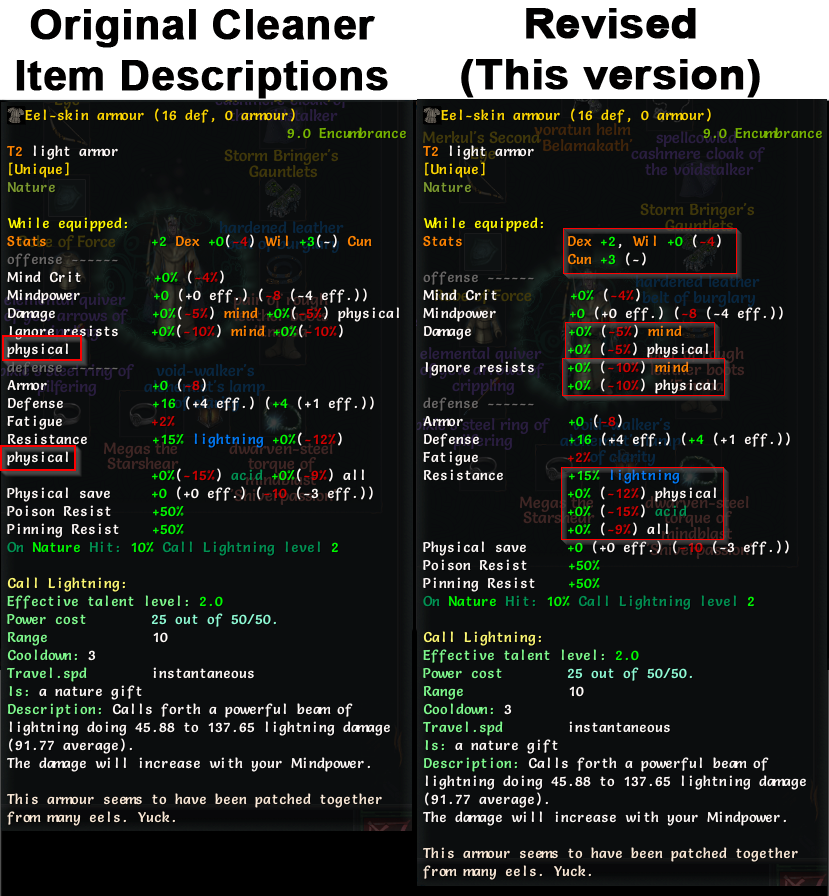 Original Cleaner
Item Descriptions
Eel-skin armour (16 def, 0 armour)
9.0 Encumbrance
T2 light armor
[Unique]
Nature
While equipped:
Stats +2 Dex +0(-4) Wil +3(-) Cun
offense ------
Mind Crit +0% (-4%)
Mindpower +0 (+0 eff.) (-8 (-4 eff.))
Damage +0%(-5%) mind +0%(-5%) physical
Ignore resists +0%(-10%) mind +0%(-10%)
physical
defense ------
Armor +0 (-8)
Defense +16 (+4 eff.) (+4 (+1 eff.))
Fatigue +2%
Resistance +15% lightning +0%(-12%)
physical
+0%(-15%) acid +0%(-9%) all
Physical save +0 (+0 eff.) (-10 (-3 eff.))
Poison Resist +50%
Pinning Resist +50%
On Nature Hit: 10% Call Lightning level 2
Call Lightning:
Effective talent level: 2.0
Power cost 25 out of 50/50.
Range 10
Cooldown: 3
Travel.spd instantaneous
Is: a nature gift
Description: Calls forth a powerful beam of
lightning doing 45.88 to 137.65 lightning damage
(91.77 average).
The damage will increase with your Mindpower.
This armour seems to have been patched together
from many eels. Yuck.
Revised
(This version)
Eel-skin armour (16 def, 0 armour)
9.0 Encumbrance
T2 light armor
[Unique]
Nature
While equipped:
Stats Dex +2, Wil +0 (-4)
Cun +3 (-)
offense ------
Mind Crit +0% (-4%)
Mindpower +0 (+0 eff.) (-8 (-4 eff.))
Damage +0% (-5%) mind
+0% (-5%) physical
Ignore resists +0% (-10%) mind
+0% (-10%) physical
defense ------
Armor +0 (-8)
Defense +16 (+4 eff.) (+4 (+1 eff.))
Fatigue +2%
Resistance +15% lightning
+0% (-12%) physical
+0% (-15%) acid
+0% (-9%) all
Physical save +0 (+0 eff.) (-10 (-3 eff.))
Poison Resist +50%
Pinning Resist +50%
On Nature Hit: 10% Call Lightning level 2
Call Lightning:
Effective talent level: 2.0
Power cost 25 out of 50/50.
Range 10
Cooldown: 3
Travel.spd instantaneous
Is: a nature gift
Description: Calls forth a powerful beam of
lightning doing 45.88 to 137.65 lightning damage
(91.77 average).
The damage will increase with your Mindpower.
This armour seems to have been patched together
from many eels. Yuck.